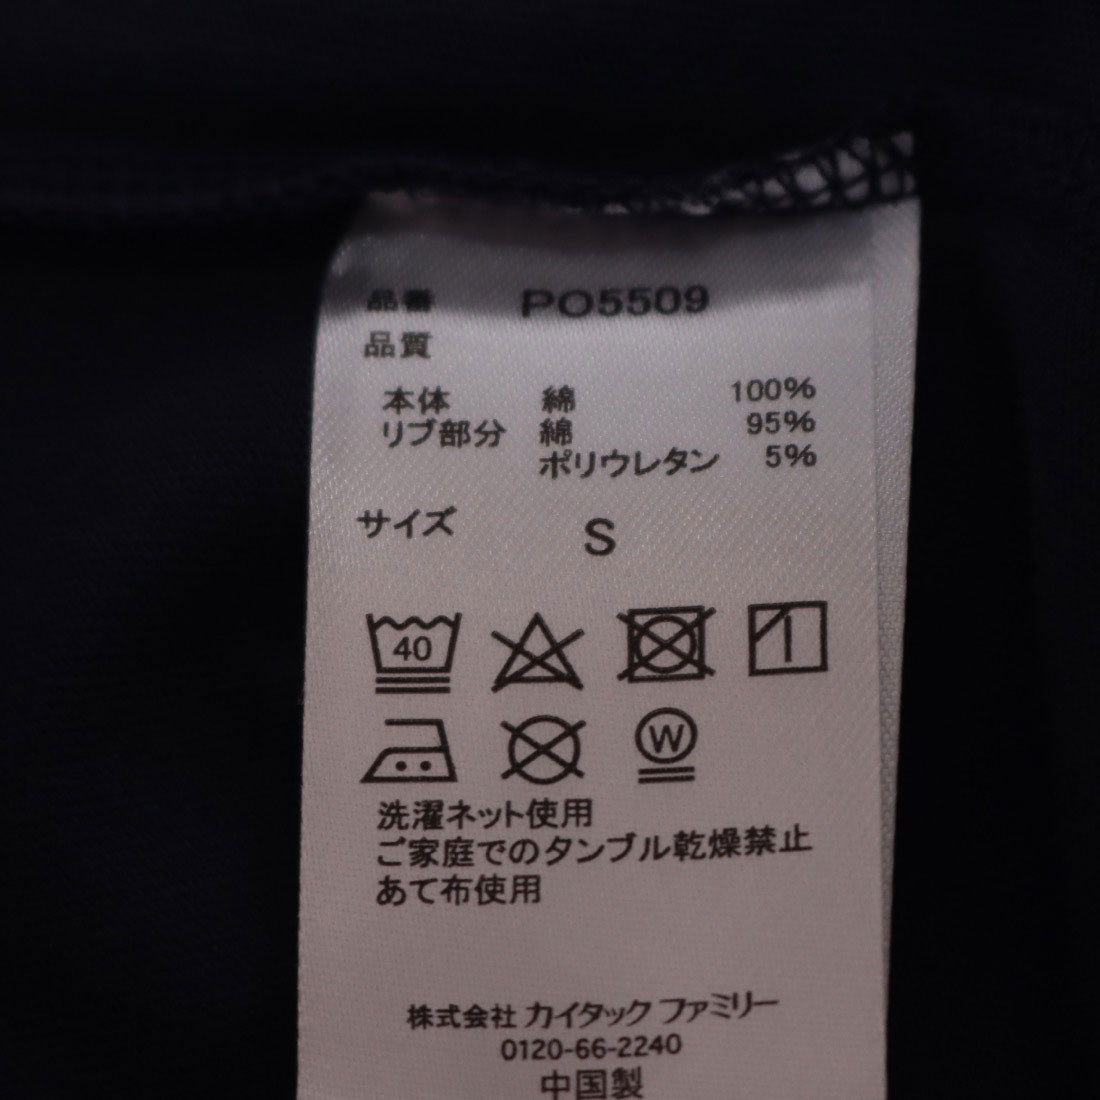 品番 PO5509
品質
本体 綿 100%
リブ部分 綿 95%
ポリウレタン 5%
サイズ S
40
W
洗濯ネット使用
ご家庭でのタンブル乾燥禁止
あて布使用
株式会社 カイタック ファミリー
0120-66-2240
中国製